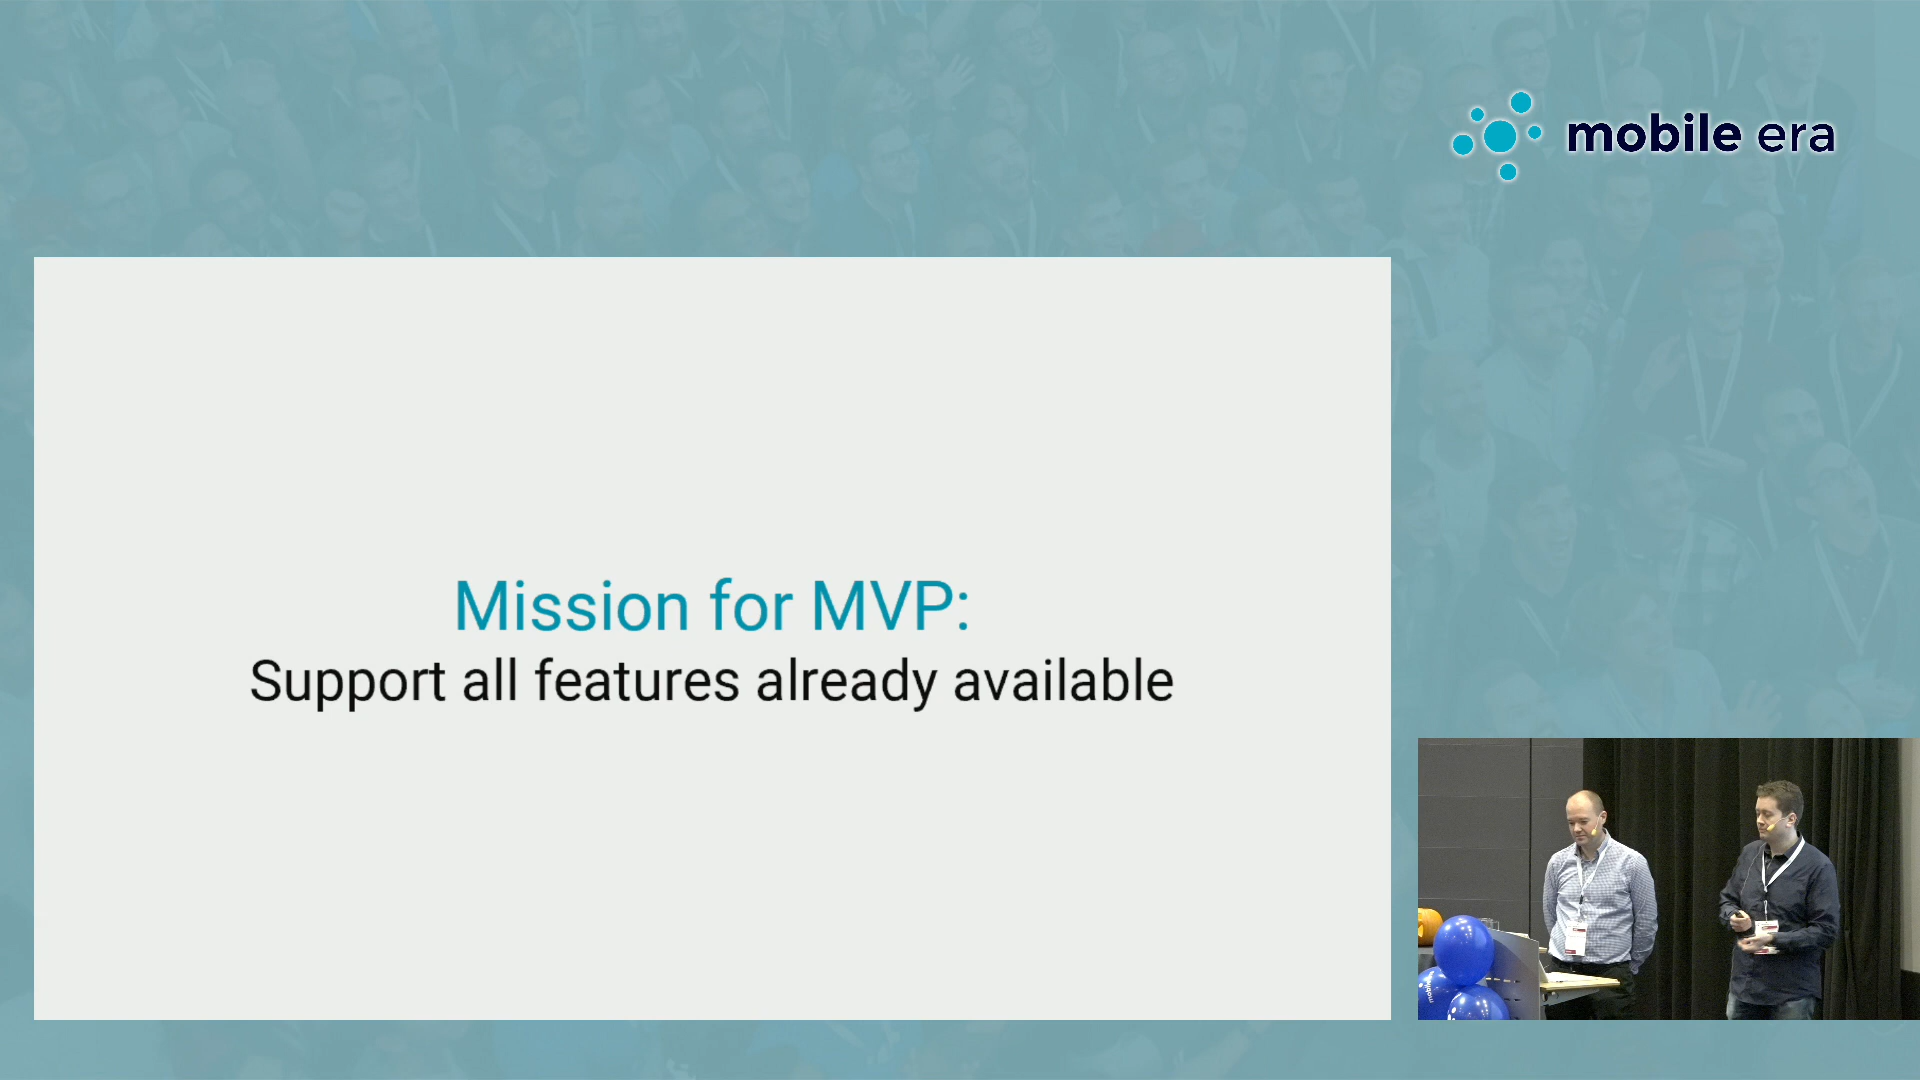 mobile era
Mission for MVP:
Support all features already available